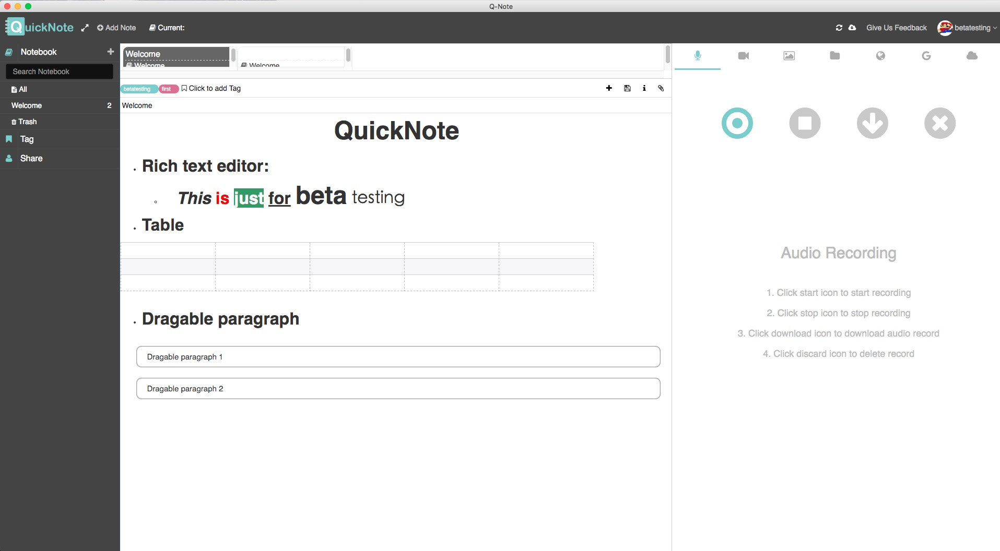 Q-Note
QuickNote
Add Note
Current:
Give Us Feedback
betatesting
Notebook
Search Notebook
All
Welcome 2
Trash
Tag
Share
Welcome
Welcome
Welcome
betatesting first Click to add Tag
Welcome
QuickNote
Rich text editor:
This is just for beta testing
Table
Dragable paragraph
Dragable paragraph 1
Dragable paragraph 2
Audio Recording
1. Click start icon to start recording
2. Click stop icon to stop recording
3. Click download icon to download audio record
4. Click discard icon to delete record